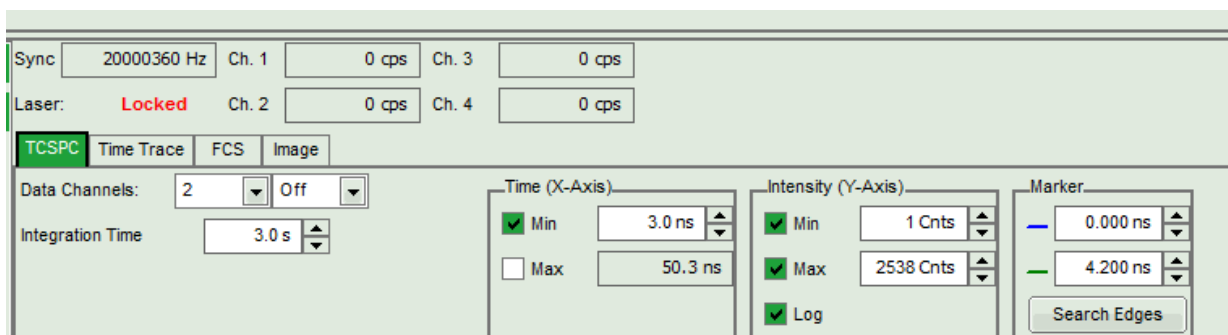 Sync 20000360 Hz Ch. 1 0 cps Ch. 3 0 cps
Laser: Locked Ch. 2 0 cps Ch. 4 0 cps
TCSPC Time Trace FCS Image
Data Channels: 2 Off
Integration Time 3.0 s
Time (X-Axis)
Min 3.0 ns
Max 50.3 ns
Intensity (Y-Axis)
Min 1 Cnts
Max 2538 Cnts
Log
Marker
0.000 ns
4.200 ns
Search Edges